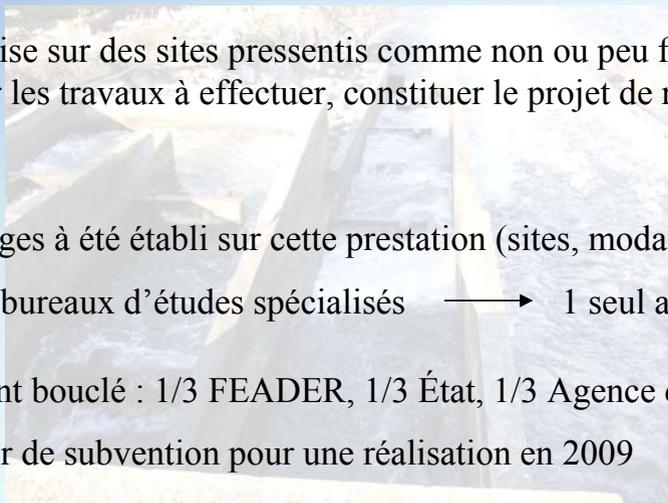 ise sur des sites pressentis comme non ou peu f
les travaux à effectuer, constituer le projet de
ges à été établi sur cette prestation (sites, moda
bureaux d’études spécialisés → 1 seul a
nt bouclé : 1/3 FEADER, 1/3 État, 1/3 Agence
r de subvention pour une réalisation en 2009